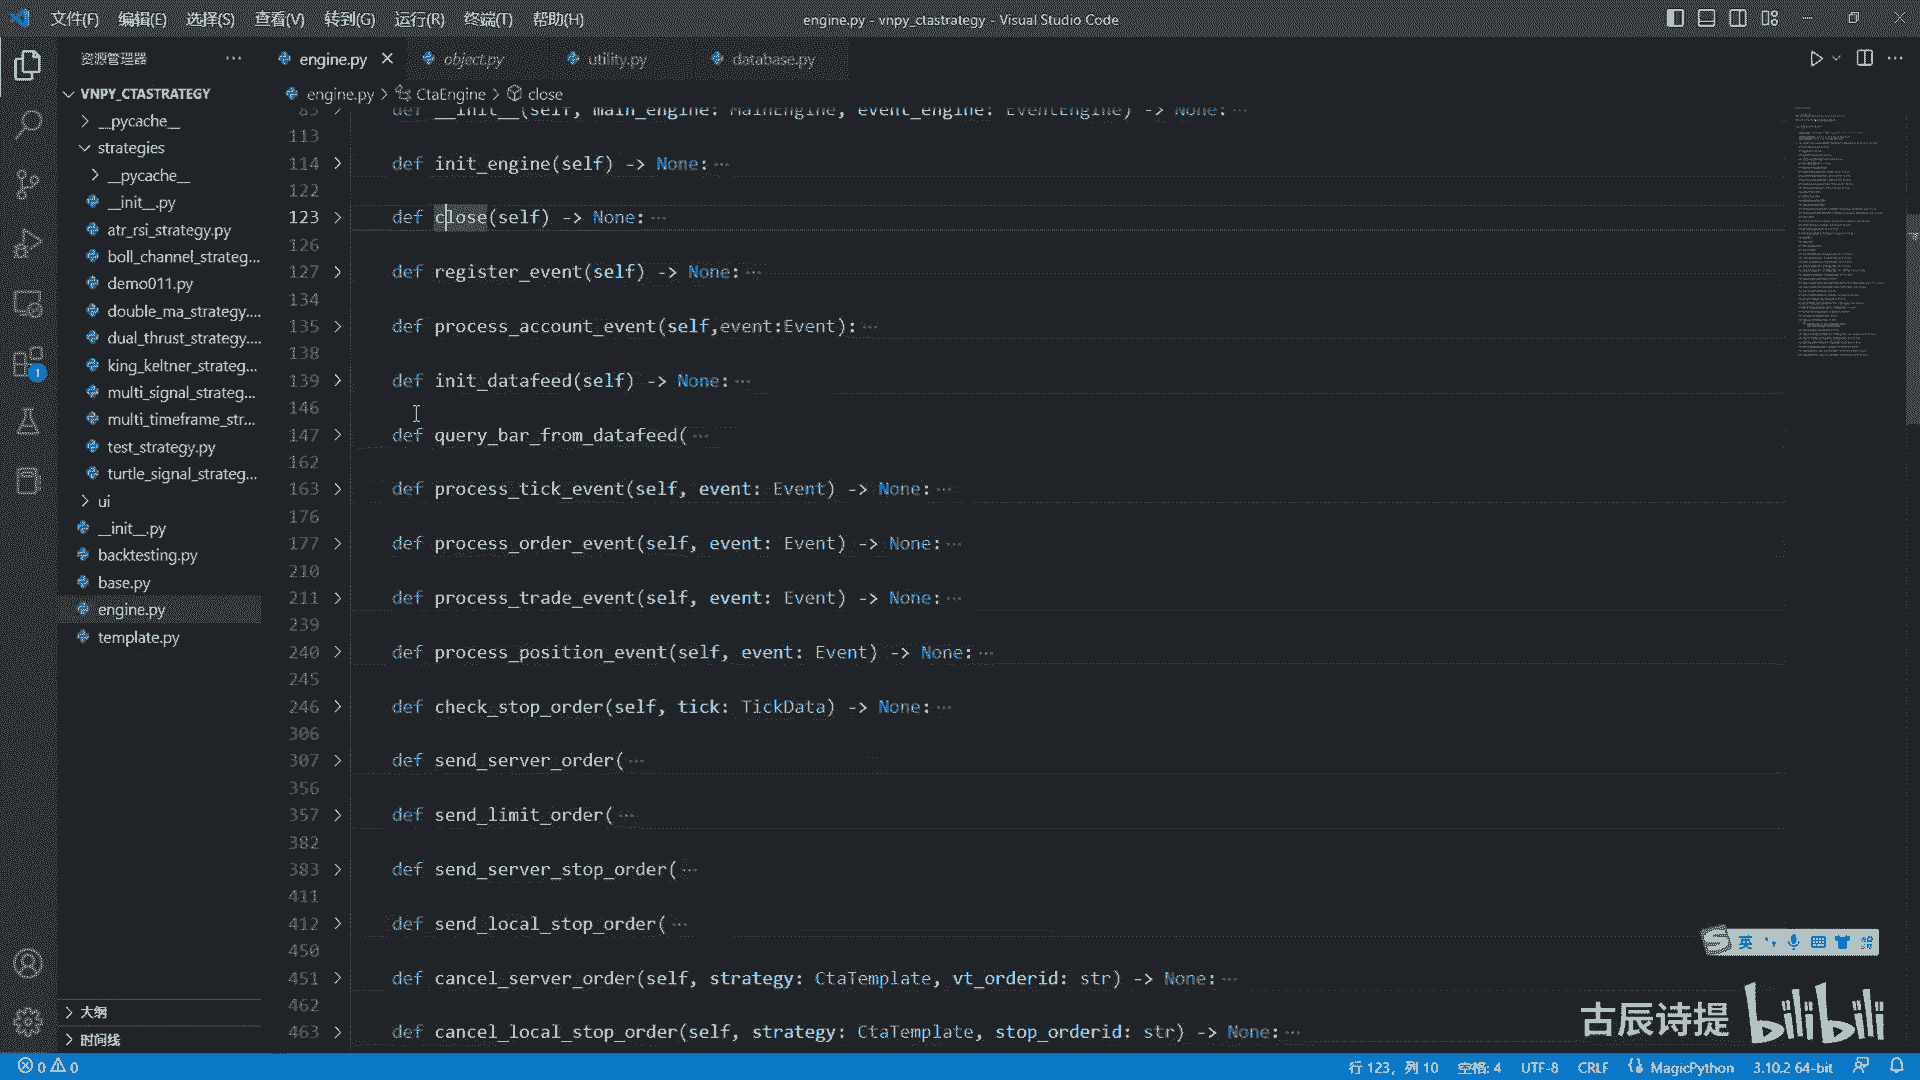 文件(F) 编辑(E) 选择(S) 查看(V) 转到(G) 运行(R) 终端(T) 帮助(H)
engine.py - vnpy_ctastrategy - Visual Studio Code
资源管理器
engine.py object.py utility.py database.py
VNPY_CTASTRATEGY
engine.py > CtaEngine > close
__pycache__
strategies
__pycache__
__init__.py
atr_rsi_strategy.py
boll_channel_strateg...
demo011.py
double_ma_strategy....
dual_thrust_strategy....
king_keltner_strateg...
multi_signal_strateg...
multi_timeframe_str...
test_strategy.py
turtle_signal_strateg...
ui
__init__.py
backtesting.py
base.py
engine.py
template.py
大纲
时间线
1
85 def __init__(self, main_engine: MainEngine, event_engine: EventEngine) -> None:...
113
114 def init_engine(self) -> None:...
122
123 def close(self) -> None:...
126
127 def register_event(self) -> None:...
134
135 def process_account_event(self,event:Event):...
138
139 def init_datafeed(self) -> None:...
146
147 def query_bar_from_datafeed(...
162
163 def process_tick_event(self, event: Event) -> None:...
176
177 def process_order_event(self, event: Event) -> None:...
210
211 def process_trade_event(self, event: Event) -> None:...
239
240 def process_position_event(self, event: Event) -> None:...
245
246 def check_stop_order(self, tick: TickData) -> None:...
306
307 def send_server_order(...
356
357 def send_limit_order(...
382
383 def send_server_stop_order(...
411
412 def send_local_stop_order(...
450
451 def cancel_server_order(self, strategy: CtaTemplate, vt_orderid: str) -> None:...
462
463 def cancel_local_stop_order(self, strategy: CtaTemplate, stop_orderid: str) -> None:...
英
古辰诗提 bilibili
0 0 行 123，列 10 空格: 4 UTF-8 CRLF MagicPython 3.10.2 64-bit